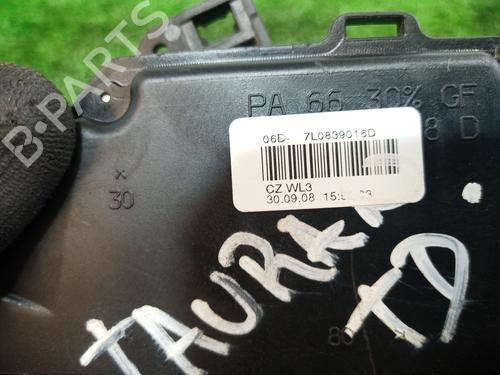 B-PARTS
PA 66 30% GF
8 D
06D- 7L0839016D
CZ WL3
30.09.08
30
TAURA
TD